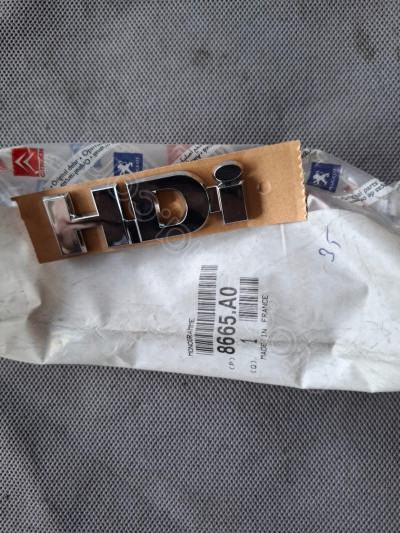 HDi
35
MONOGRAMME
(P) 8665.A0
(Q) 1
MADE IN FRANCE